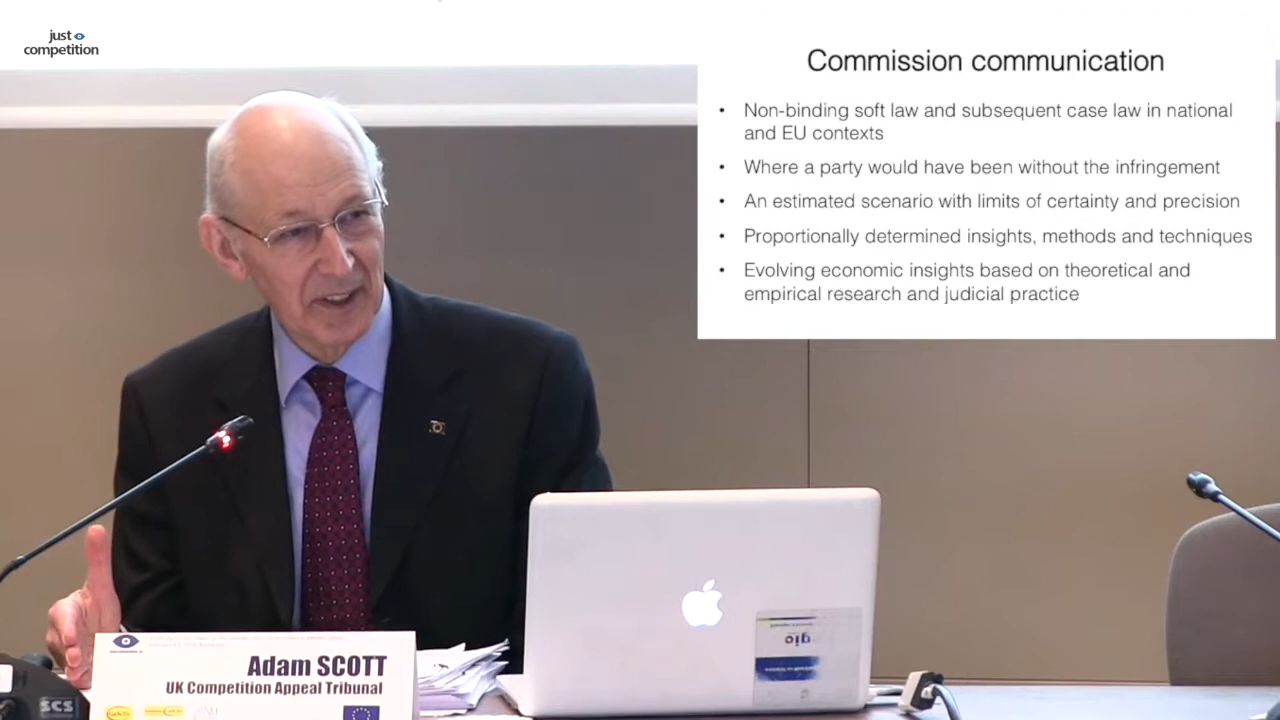 just
competition
Commission communication
• Non-binding soft law and subsequent case law in national
and EU contexts
• Where a party would have been without the infringement
• An estimated scenario with limits of certainty and precision
• Proportionally determined insights, methods and techniques
• Evolving economic insights based on theoretical and
empirical research and judicial practice
Adam SCOTT
UK Competition Appeal Tribunal
SCS